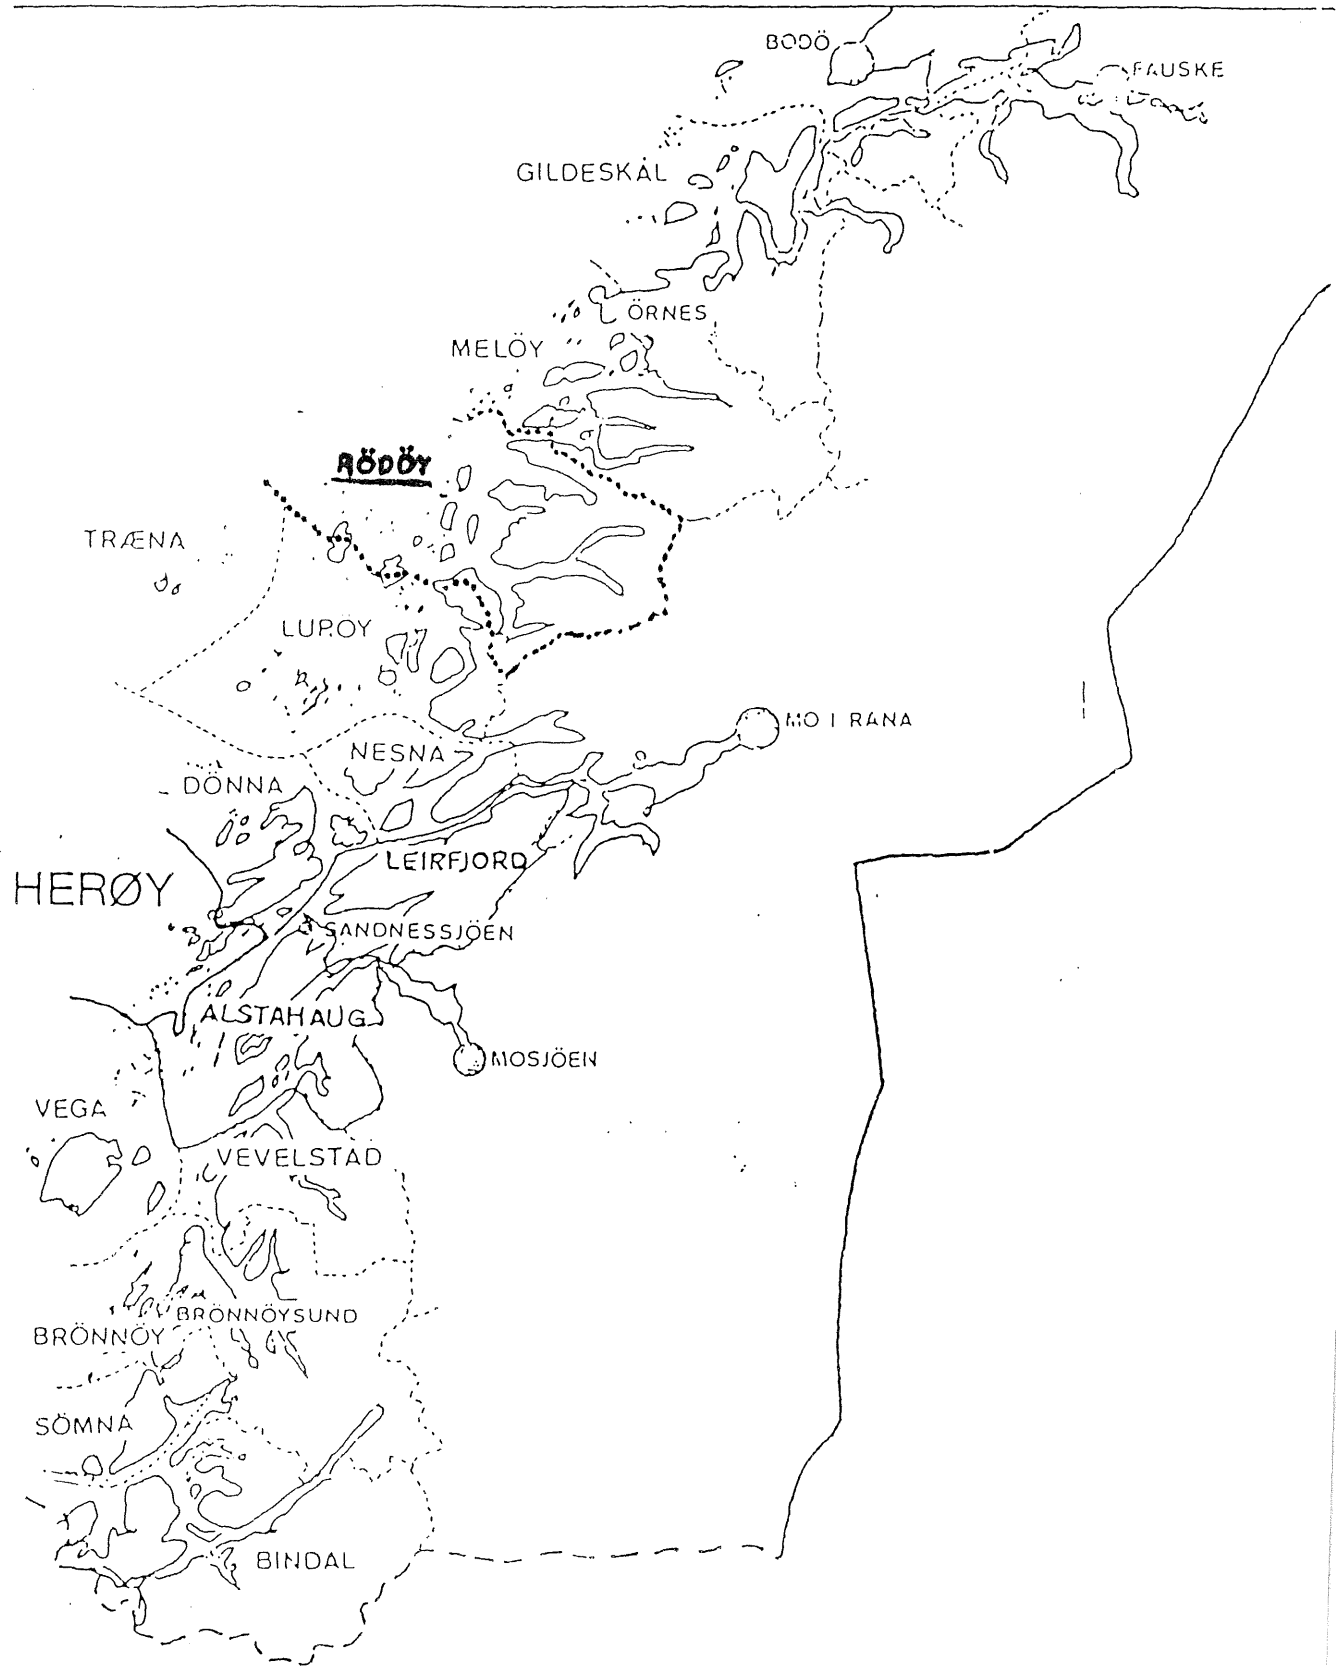 BODÖ
FAUSKE
GILDESKÅL
ÖRNES
MELÖY
RÖDÖY
TRÆNA
LURÖY
MO I RANA
NESNA
DÖNNA
LEIRFJORD
HERØY
SANDNESSJÖEN
ALSTAHAUG
MOSJÖEN
VEGA
VEVELSTAD
BRÖNNÖYSUND
BRÖNNÖY
SÖMNA
BINDAL